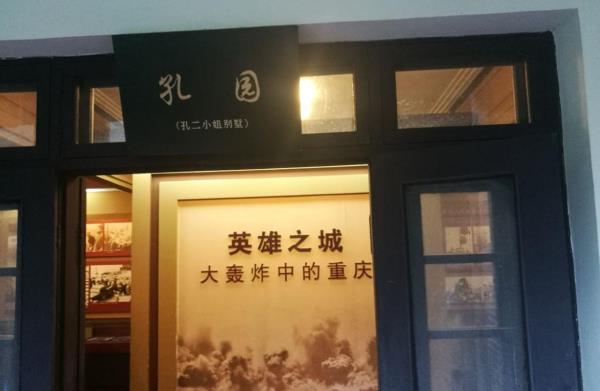 孔园
（孔二小姐别墅）
英雄之城
大轰炸中的重庆